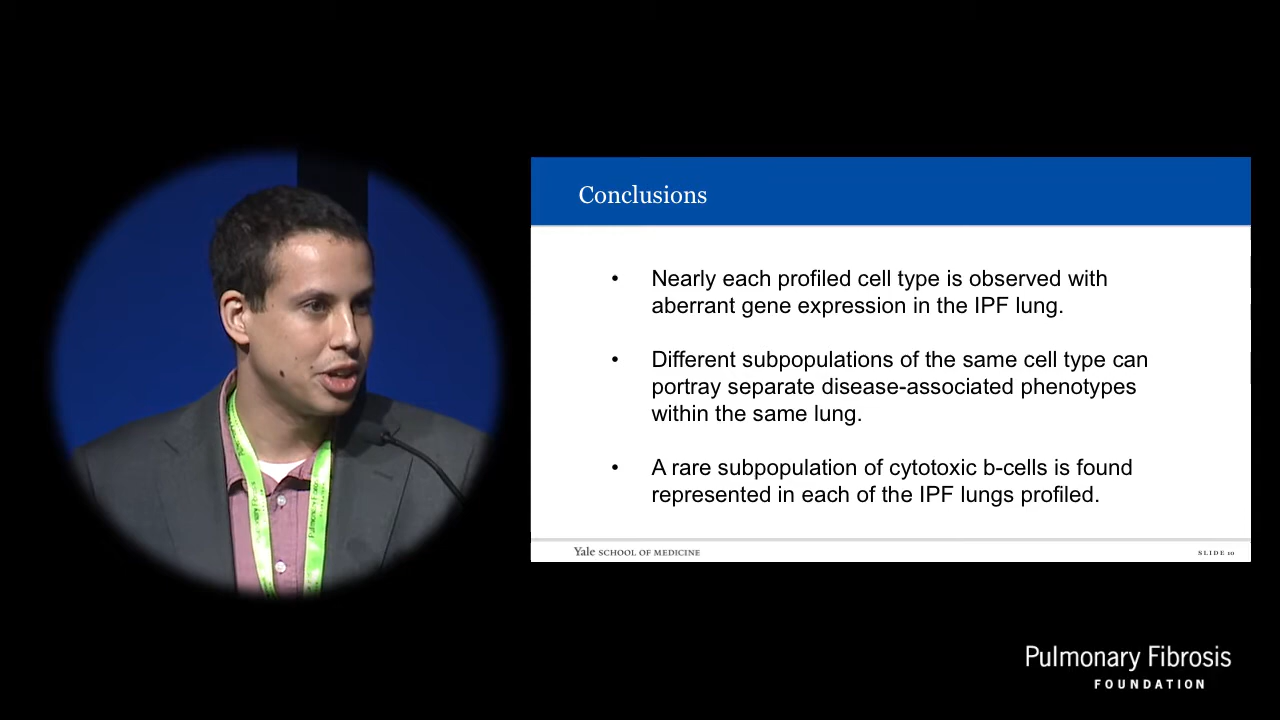 Conclusions
• Nearly each profiled cell type is observed with
aberrant gene expression in the IPF lung.
• Different subpopulations of the same cell type can
portray separate disease-associated phenotypes
within the same lung.
• A rare subpopulation of cytotoxic b-cells is found
represented in each of the IPF lungs profiled.
Yale SCHOOL OF MEDICINE
SLIDE 10
Pulmonary Fibrosis
FOUNDATION